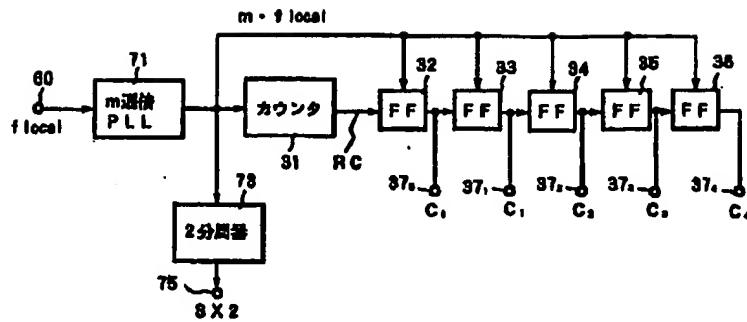 m・f local
60
f local
71
m逓倍
PLL
カウンタ
31
RC
32
FF
33
FF
34
FF
35
FF
36
FF
37₀
C₀
37₁
C₁
37₂
C₂
37₃
C₃
37₄
C₄
73
2分周番
75
SX2